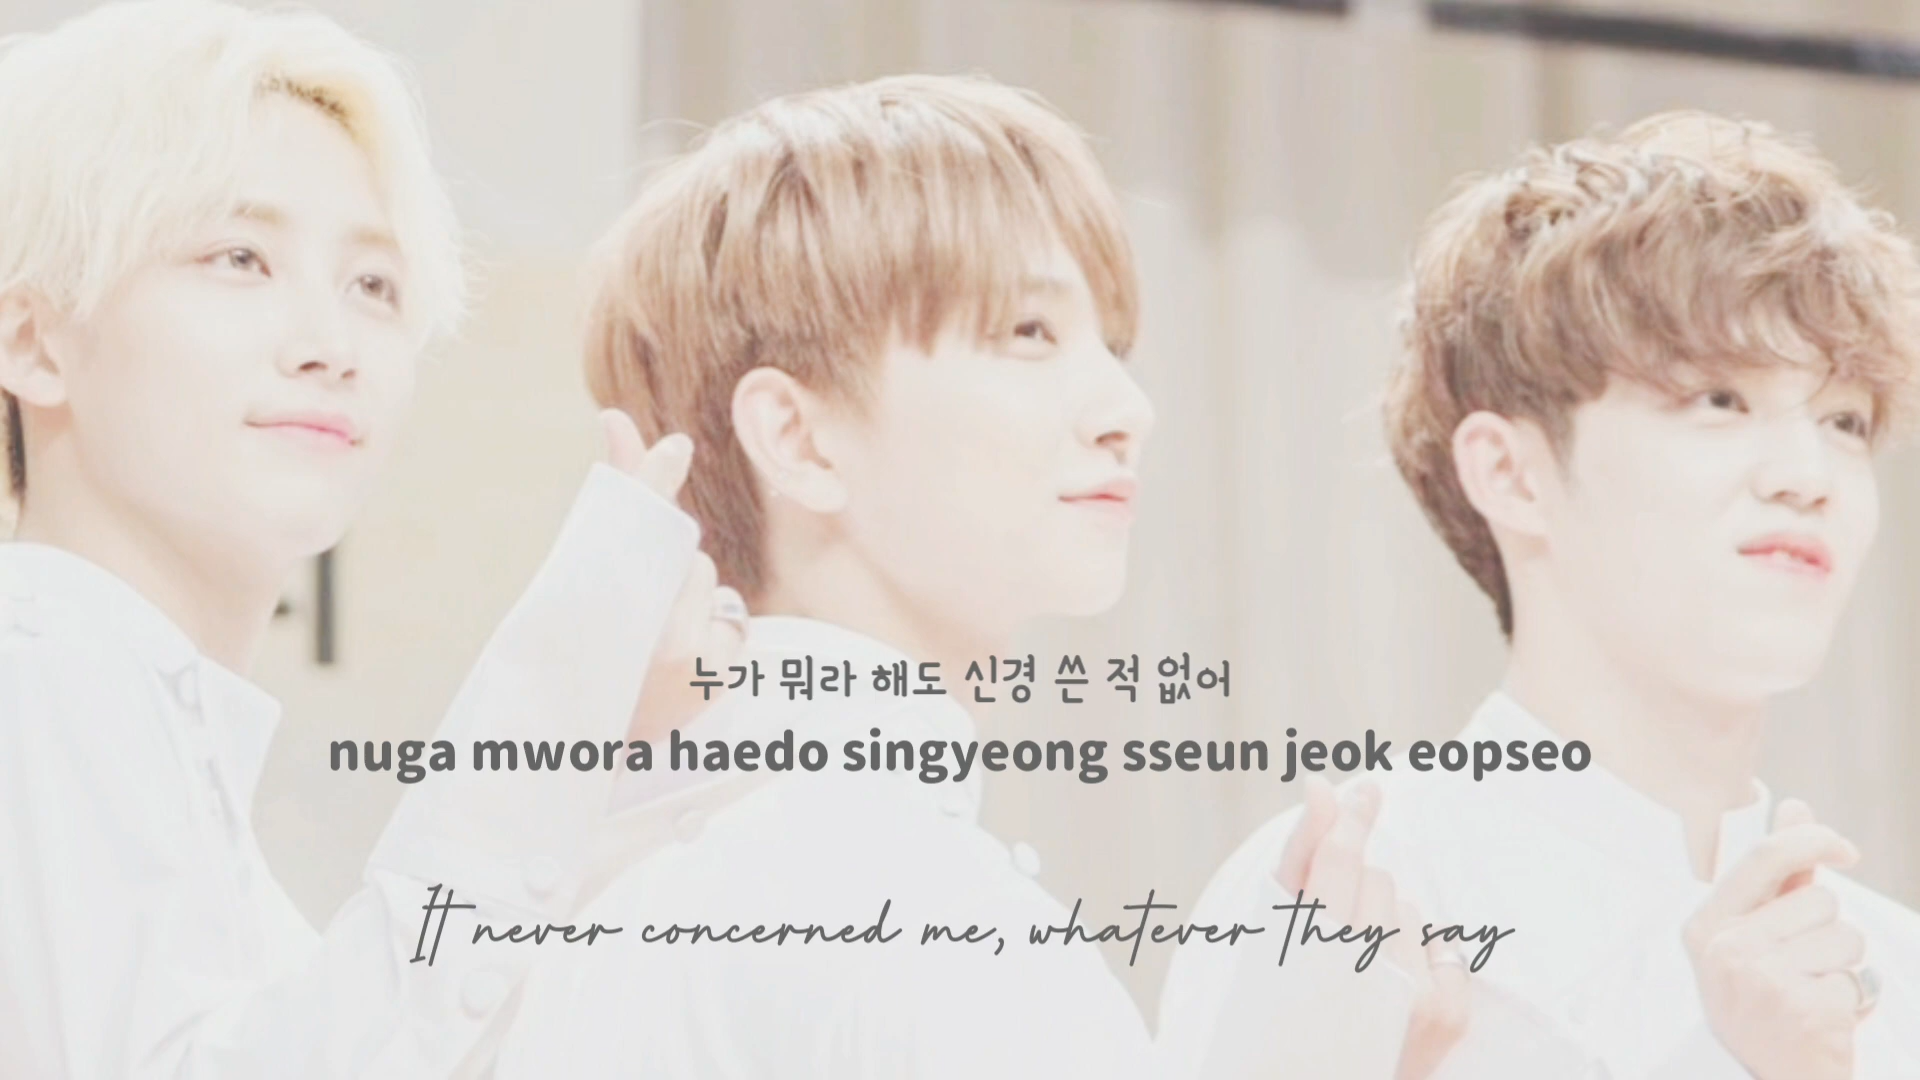 누가 뭐라 해도 신경 쓴 적 없어
nuga mwora haedo singyeong sseun jeok eopseo
It never concerned me, whatever they say